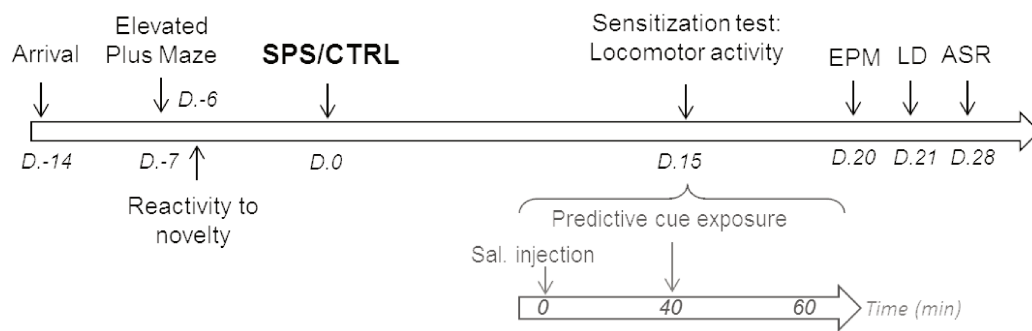 Elevated
Plus Maze
Arrival
SPS/CTRL
Sensitization test:
Locomotor activity
EPM
LD
ASR
D.-6
D.-14
D.-7
D.0
D.15
D.20
D.21
D.28
Reactivity to
novelty
Predictive cue exposure
Sal. injection
0
40
60
Time (min)